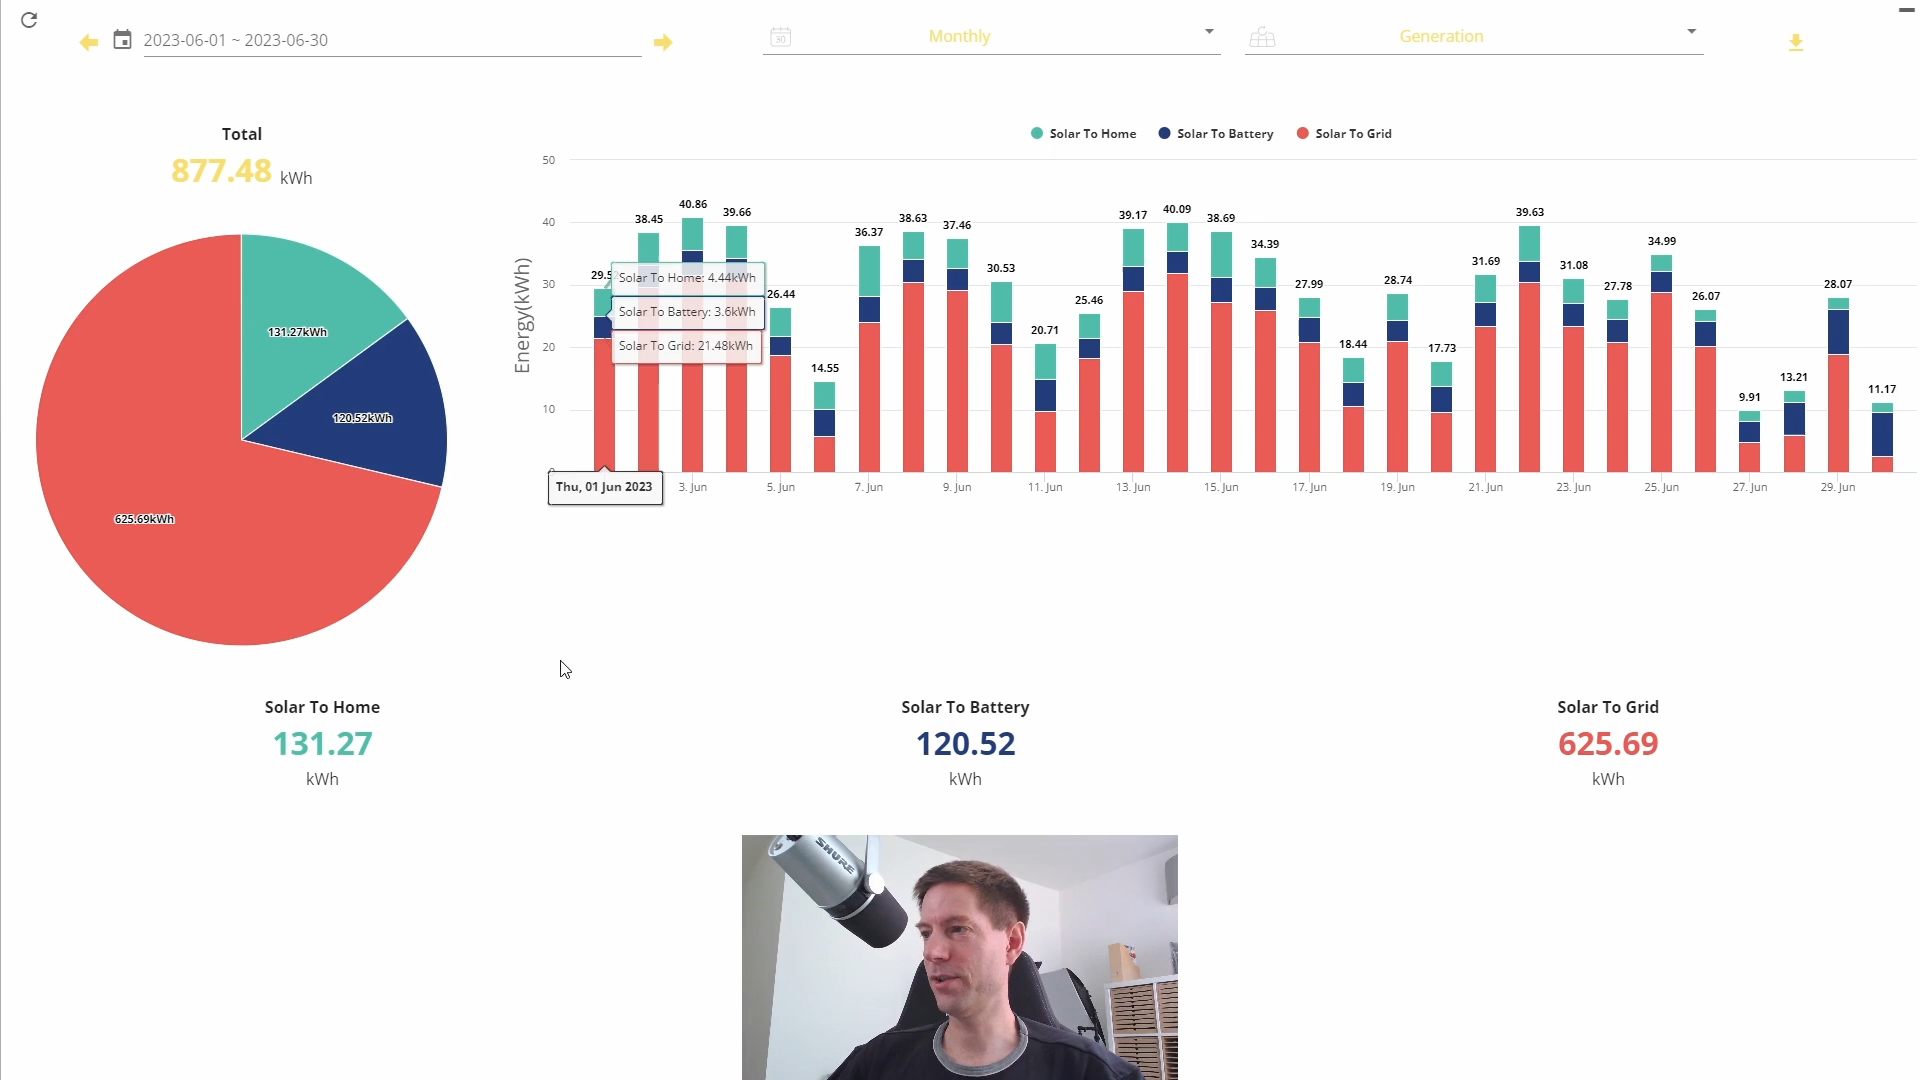 2023-06-01 ~ 2023-06-30
30
Monthly
Generation
Total
877.48 kWh
Solar To Home
Solar To Battery
Solar To Grid
Energy(kWh)
50
40
30
20
10
29.5
38.45
40.86
39.66
26.44
14.55
36.37
38.63
37.46
30.53
20.71
25.46
39.17
40.09
38.69
34.39
27.99
18.44
28.74
17.73
31.69
39.63
31.08
27.78
34.99
26.07
9.91
13.21
28.07
11.17
Solar To Home: 4.44kWh
Solar To Battery: 3.6kWh
Solar To Grid: 21.48kWh
Thu, 01 Jun 2023
3. Jun
5. Jun
7. Jun
9. Jun
11. Jun
13. Jun
15. Jun
17. Jun
19. Jun
21. Jun
23. Jun
25. Jun
27. Jun
29. Jun
131.27kWh
120.52kWh
625.69kWh
Solar To Home
131.27
kWh
Solar To Battery
120.52
kWh
Solar To Grid
625.69
kWh
SHURE